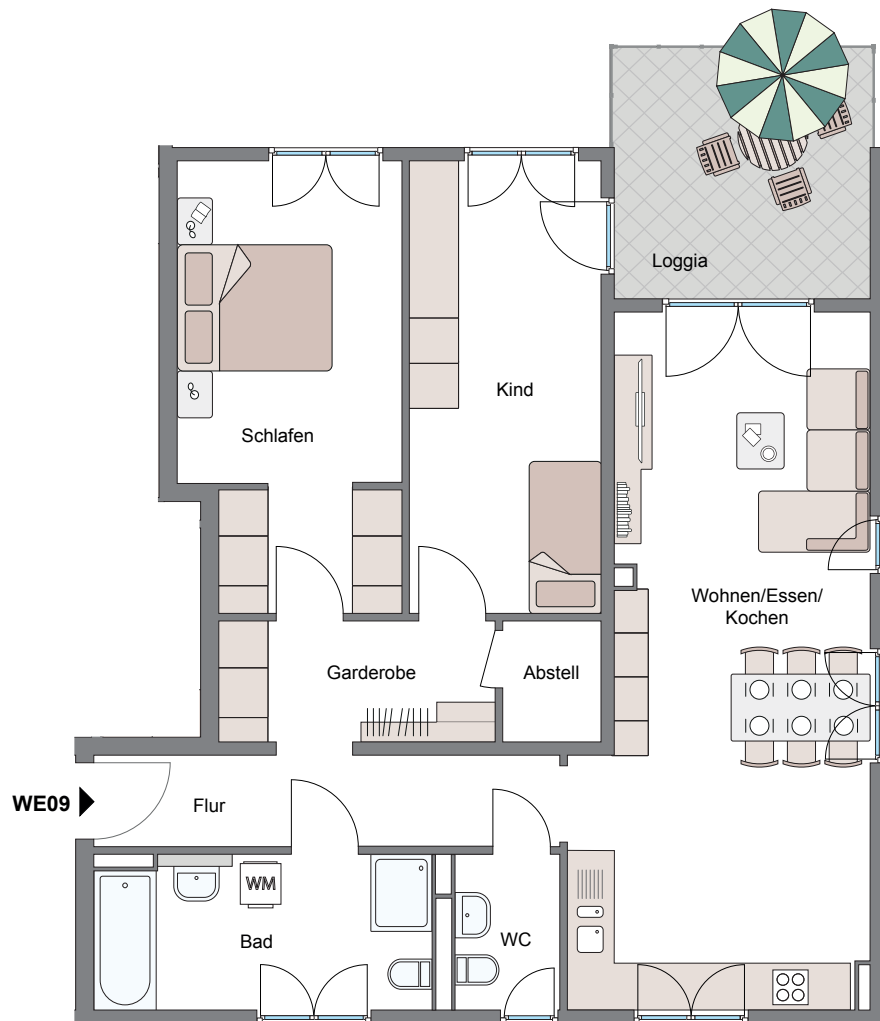 Loggia
Kind
Schlafen
Wohnen/Essen/
Kochen
Garderobe
Abstell
WE09
Flur
WM
Bad
WC